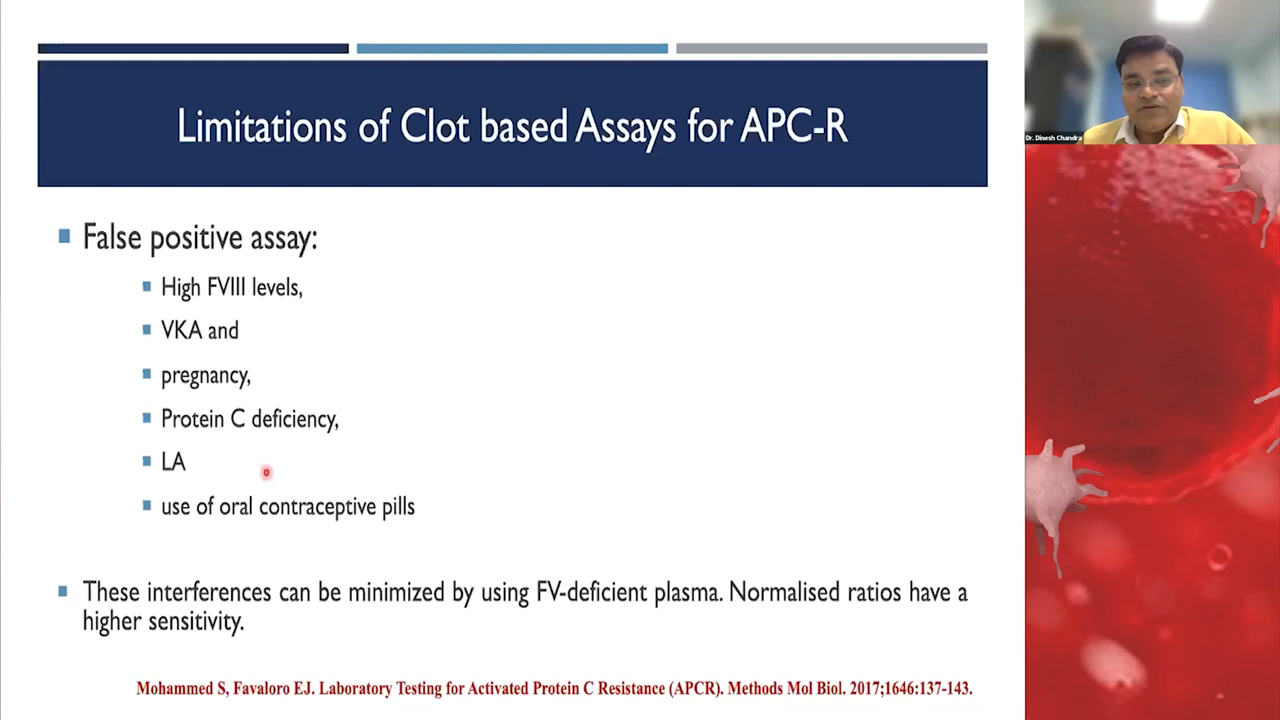 Limitations of Clot based Assays for APC-R
False positive assay:
High FVIII levels,
VKA and
pregnancy,
Protein C deficiency,
LA
use of oral contraceptive pills
These interferences can be minimized by using FV-deficient plasma. Normalised ratios have a
higher sensitivity.
Mohammed S, Favaloro EJ. Laboratory Testing for Activated Protein C Resistance (APCR). Methods Mol Biol. 2017;1646:137-143.
Dr. Dinesh Chandra